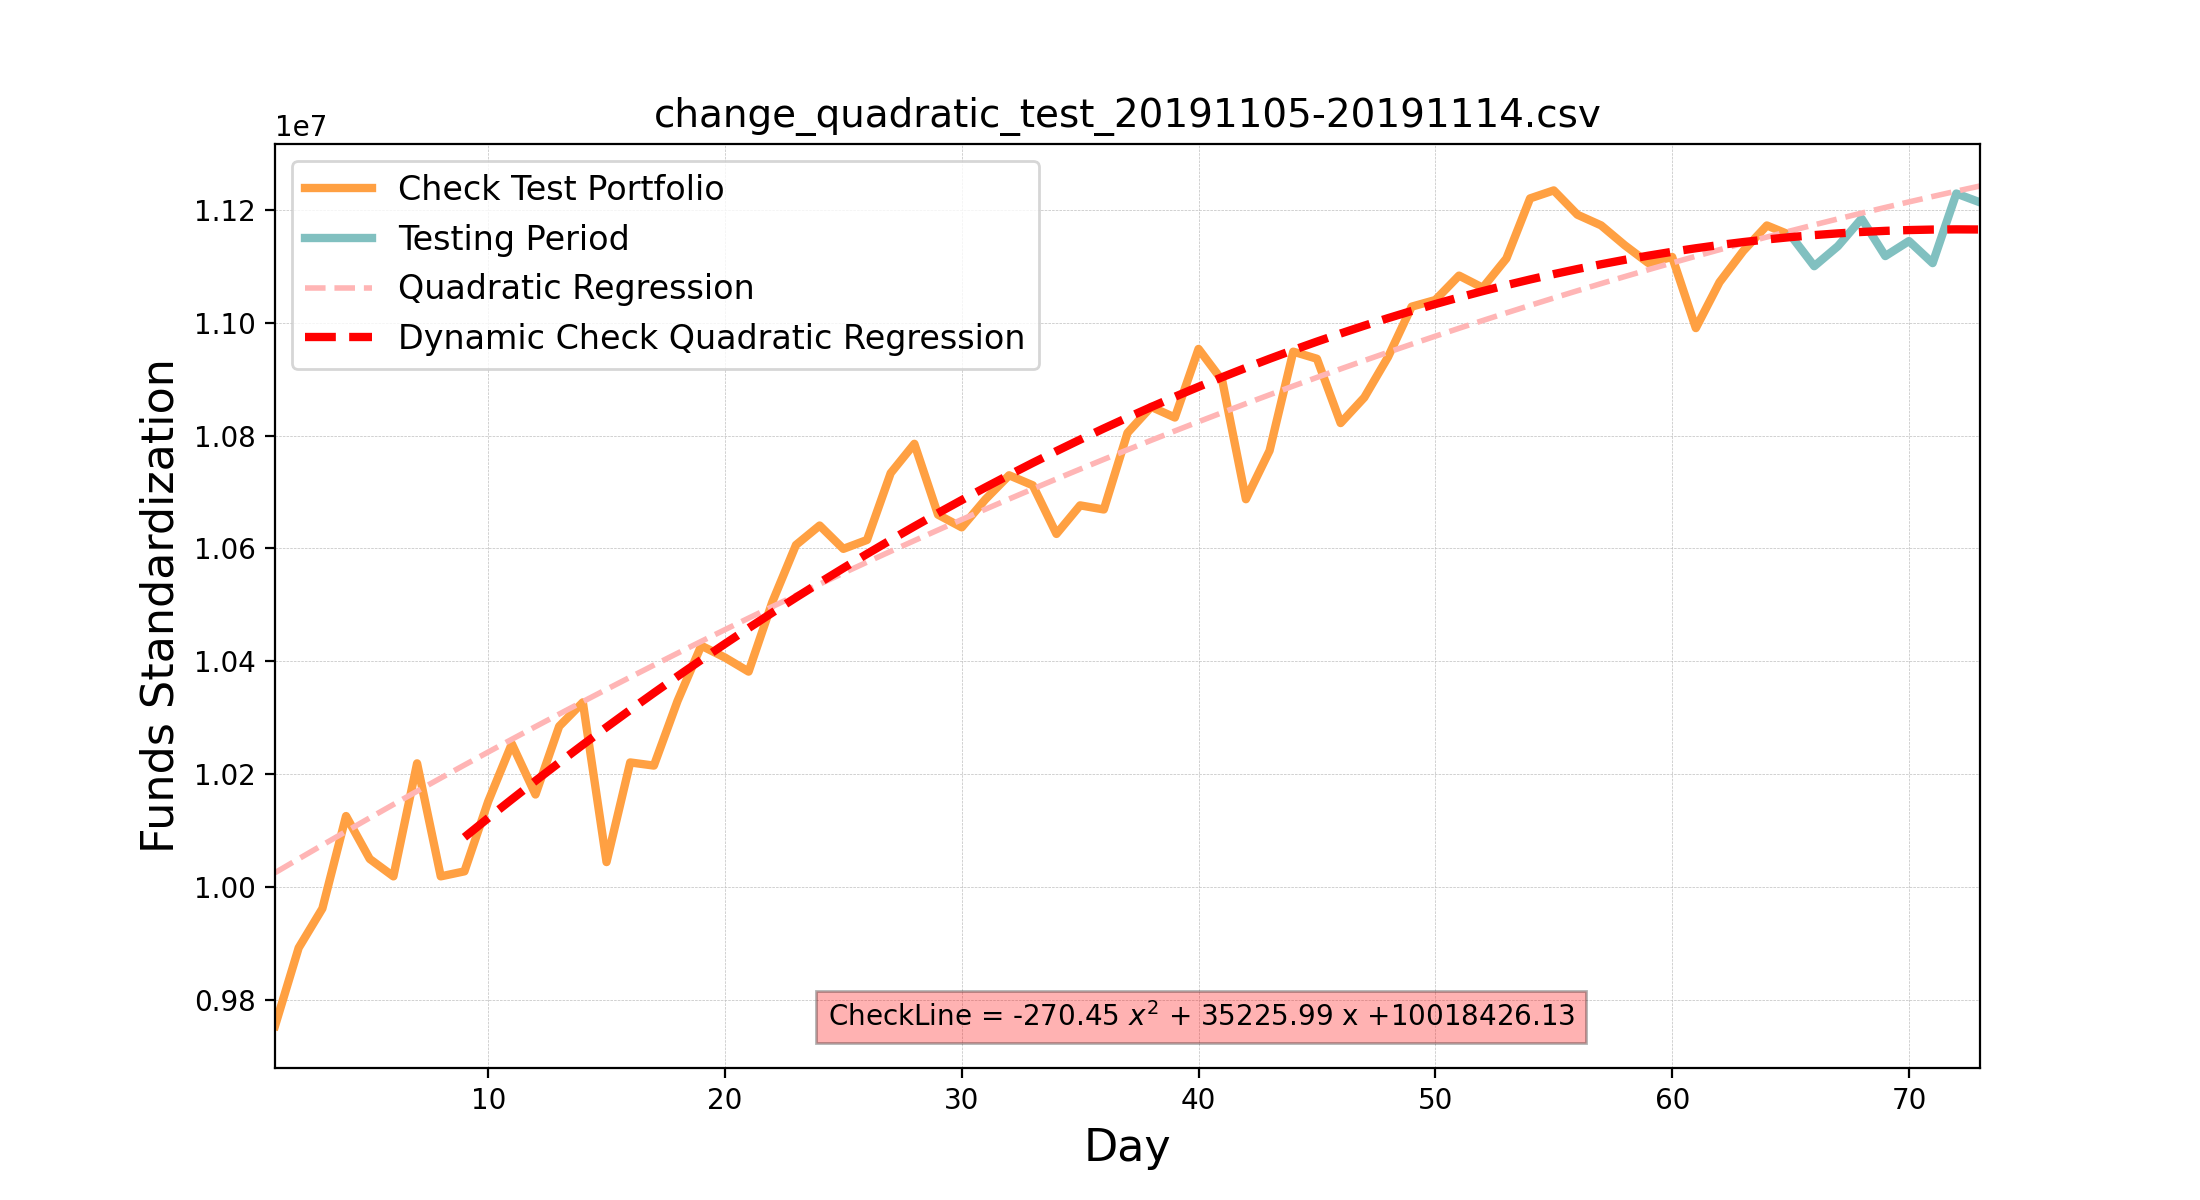 change_quadratic_test_20191105-20191114.csv
1e7
Check Test Portfolio
Testing Period
Quadratic Regression
Dynamic Check Quadratic Regression
1.12
1.10
1.08
1.06
1.04
1.02
1.00
0.98
Funds Standardization
CheckLine = -270.45 x² + 35225.99 x +10018426.13
10 20 30 40 50 60 70
Day